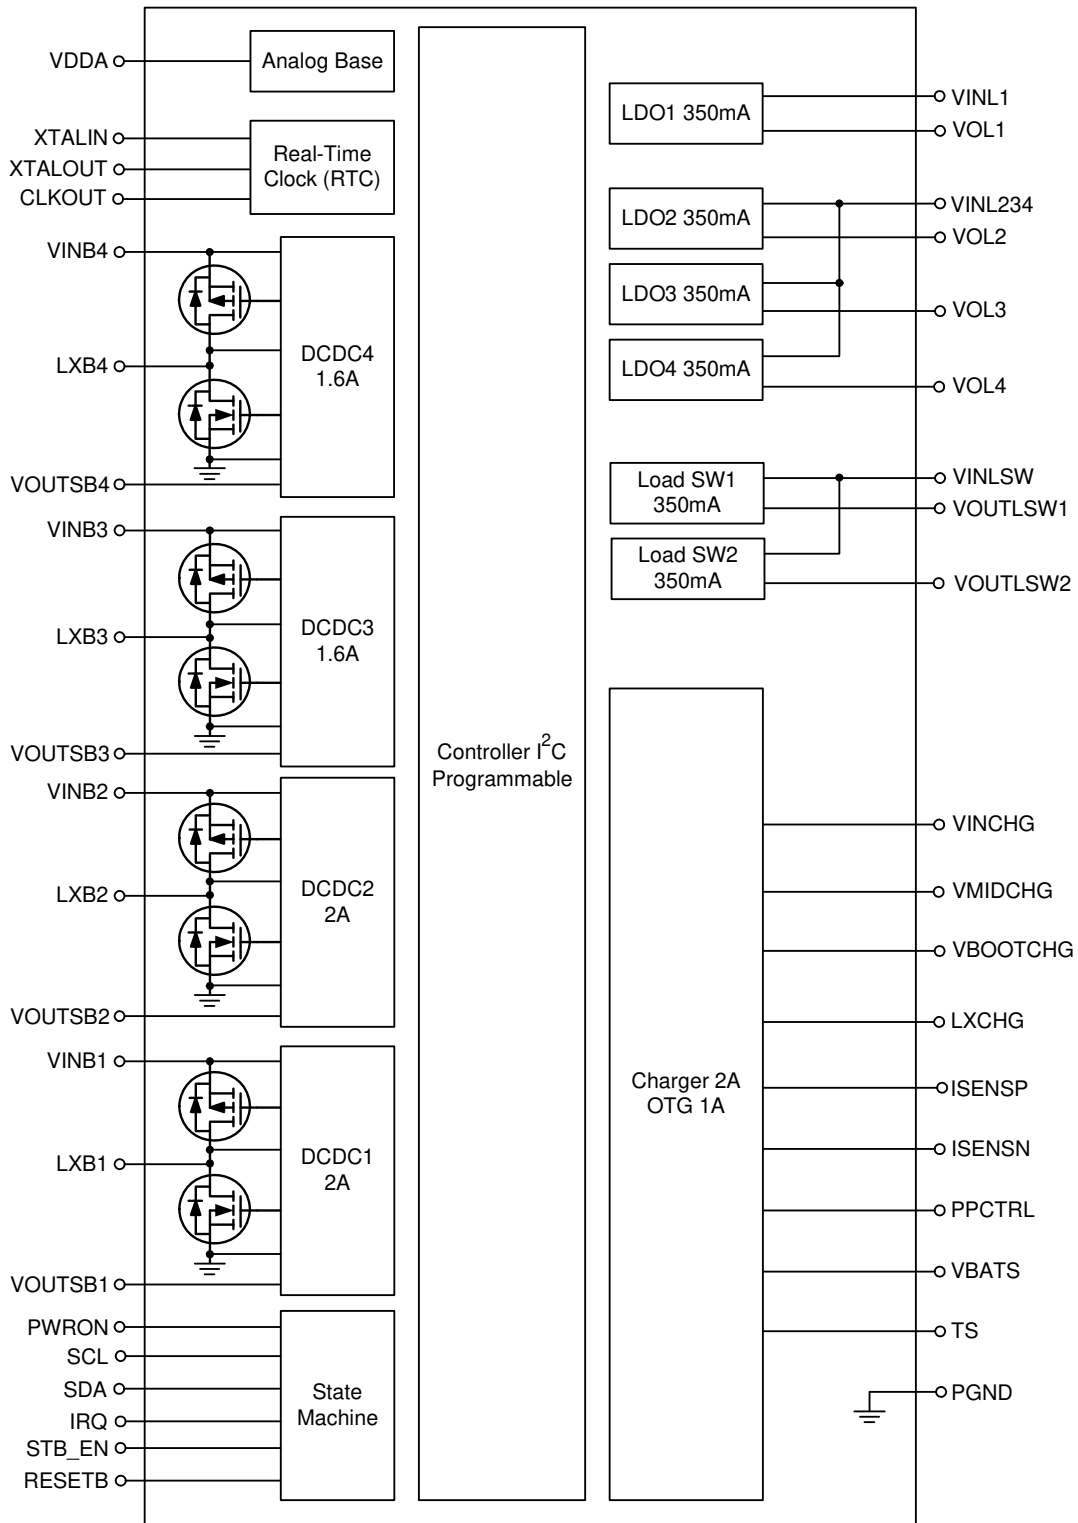 VDDA
Analog Base
XTALIN
XTALOUT
CLKOUT
Real-Time
Clock (RTC)
VINB4
LXB4
VOUTSB4
DCDC4
1.6A
VINB3
LXB3
VOUTSB3
DCDC3
1.6A
VINB2
LXB2
VOUTSB2
DCDC2
2A
VINB1
LXB1
VOUTSB1
DCDC1
2A
PWRON
SCL
SDA
IRQ
STB_EN
RESETB
State
Machine
Controller I²C
Programmable
LDO1 350mA
VINL1
VOL1
LDO2 350mA
VINL234
VOL2
LDO3 350mA
VOL3
LDO4 350mA
VOL4
Load SW1
350mA
VINLSW
VOUTLSW1
Load SW2
350mA
VOUTLSW2
Charger 2A
OTG 1A
VINCHG
VMIDCHG
VBOOTCHG
LXCHG
ISENSP
ISENSN
PPCTRL
VBATS
TS
PGND